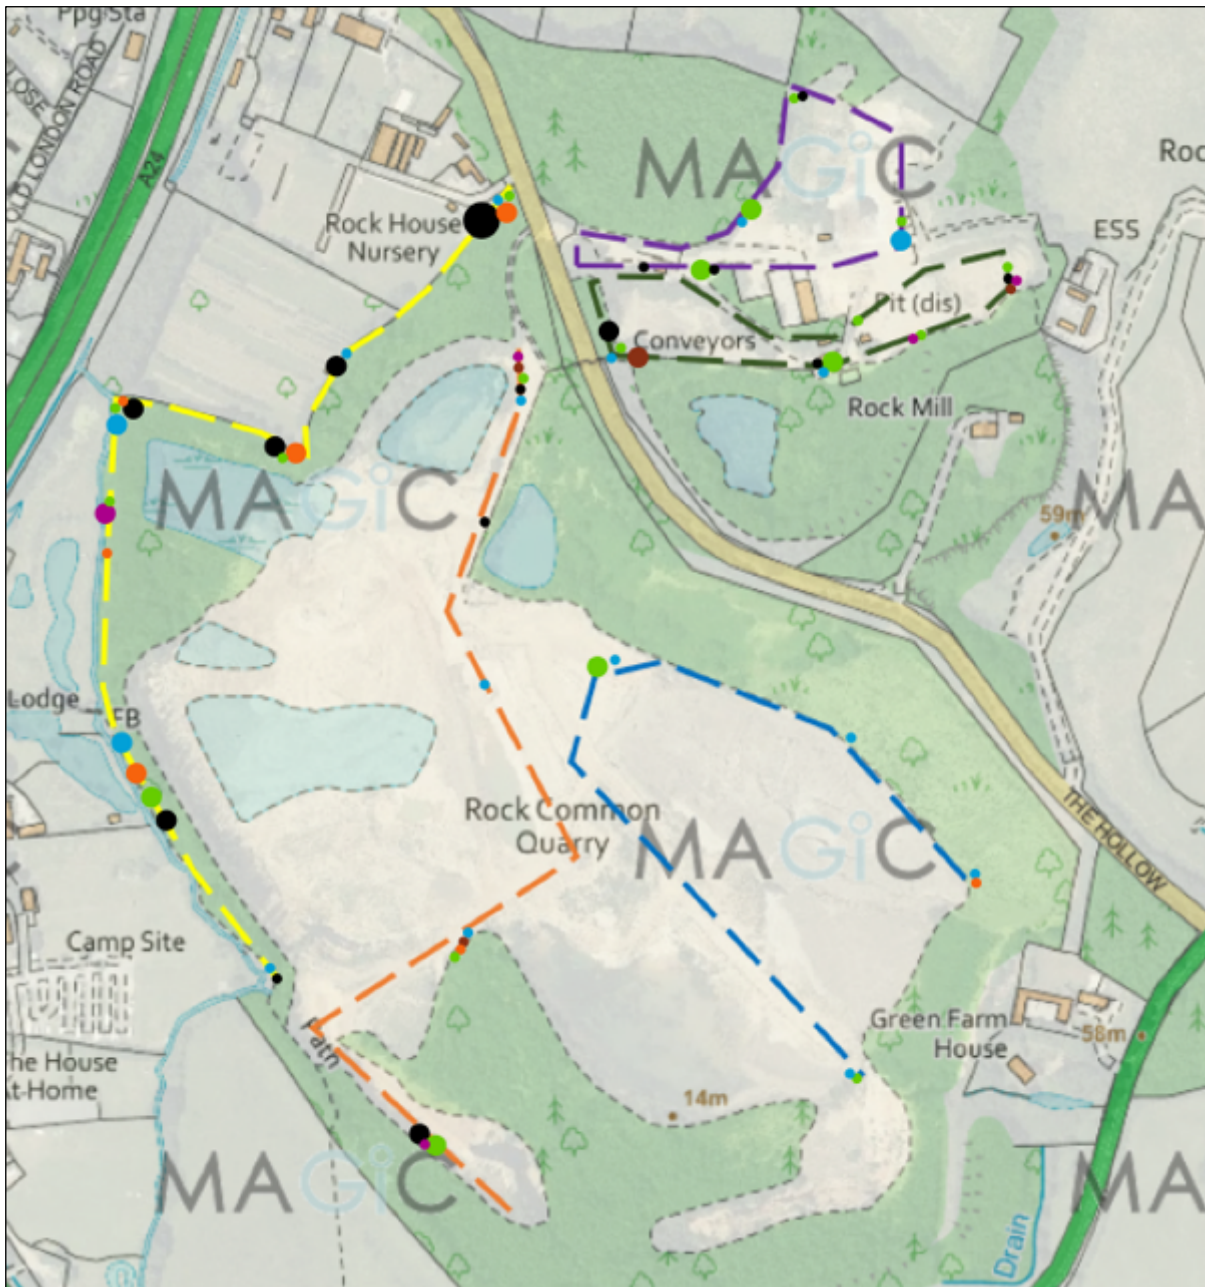 Ppg Sta
LOSE
OLD LONDON ROAD
A24
MAGiC
Roc
Rock House
Nursery
ESS
Pit (dis)
Conveyors
Rock Mill
MAGiC
MA
59m
Lodge
FB
Rock Common
Quarry
MAGiC
THE HOLLOW
Camp Site
Green Farm
House
58m
Path
he House
t-Home
14m
MAGiC
MA
Drain